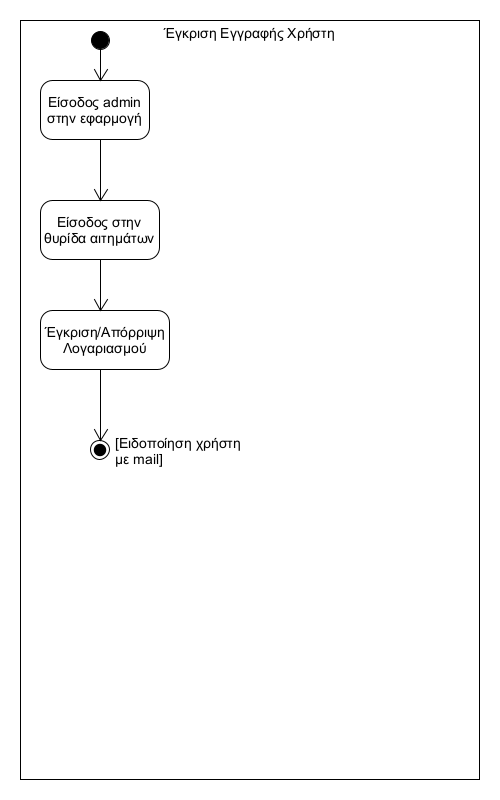 Έγκριση Εγγραφής Χρήστη
Είσοδος admin
στην εφαρμογή
Είσοδος στην
θυρίδα αιτημάτων
Έγκριση/Απόρριψη
Λογαριασμού
[Ειδοποίηση χρήστη
με mail]